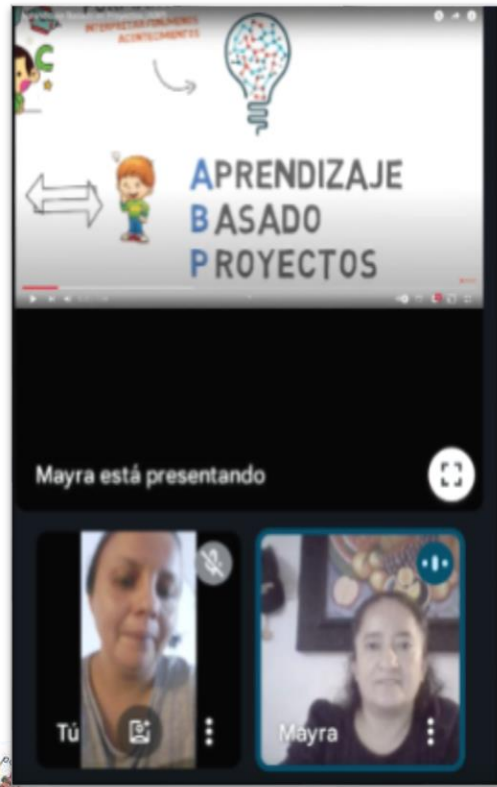 INTERPRETAR FENÓMENOS
ACONTECIMIENTOS
C
APRENDIZAJE
BASADO
PROYECTOS
Mayra está presentando
Tú
Mayra